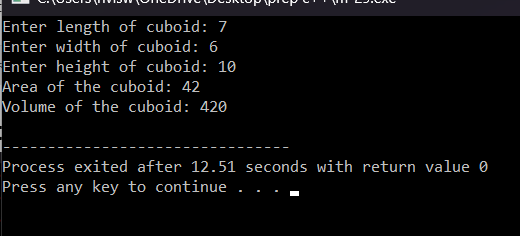 Enter length of cuboid: 7
Enter width of cuboid: 6
Enter height of cuboid: 10
Area of the cuboid: 42
Volume of the cuboid: 420
--------------------------------
Process exited after 12.51 seconds with return value 0
Press any key to continue . . .